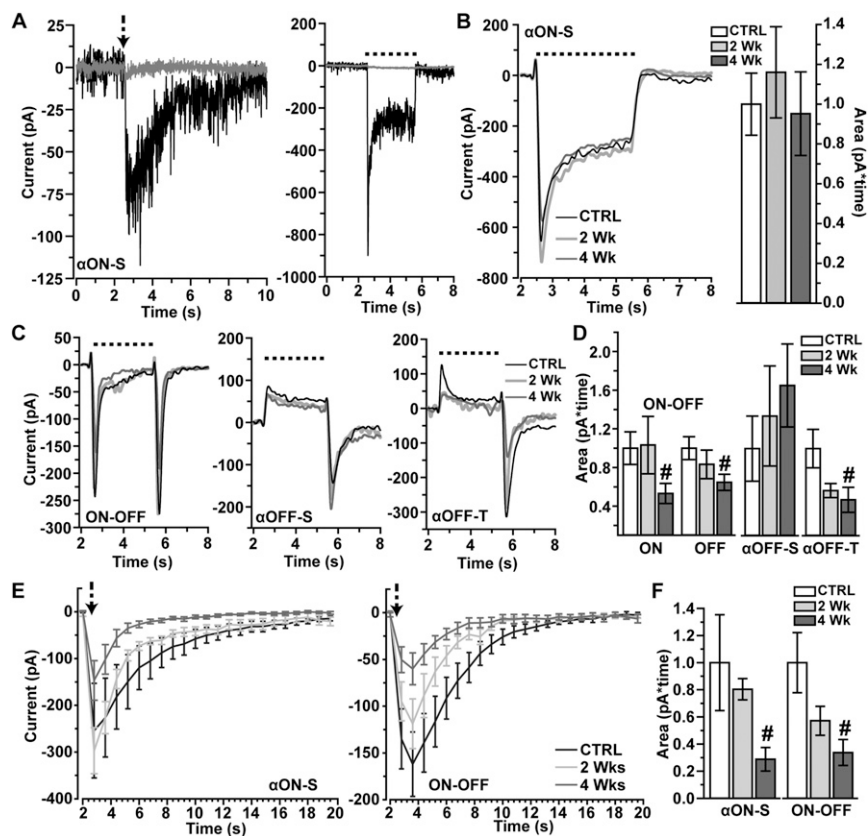 A
Current (pA)
25
0
-25
-50
-75
-100
125
αON-S
0 2 4 6 8 10
Time (s)
200
0
-200
-400
-600
-800
-1000
0 2 4 6 8
Time (s)
B
αON-S
Current (pA)
200
0
-200
-400
-600
-800
CTRL
2 Wk
4 Wk
2 3 4 5 6 7 8
Time (s)
CTRL
2 Wk
4 Wk
1.4
1.2
1.0
0.8
0.6
0.4
0.2
0.0
Area (pA*time)
C
Current (pA)
50
25
0
-50
-100
-150
-200
-250
-300
ON-OFF
2 4 6 8
Time (s)
200
100
0
-100
-200
αOFF-S
2 4 6 8
Time (s)
200
100
0
-100
-200
-300
αOFF-T
CTRL
2 Wk
4 Wk
2 4 6 8
Time (s)
D
CTRL
2 Wk
4 Wk
Area (pA*time)
2.0
1.6
1.2
0.8
0.4
ON-OFF
# # #
ON OFF αOFF-S αOFF-T
E
Current (pA)
0
-100
-200
-300
-400
αON-S
2 4 6 8 10 12 14 16 18 20
Time (s)
0
-50
-100
-150
-200
ON-OFF
CTRL
2 Wks
4 Wks
2 4 6 8 10 12 14 16 18 20
Time (s)
F
CTRL
2 Wk
4 Wk
Area (pA*time)
1.4
1.2
1.0
0.8
0.6
0.4
0.2
0.0
# #
αON-S ON-OFF